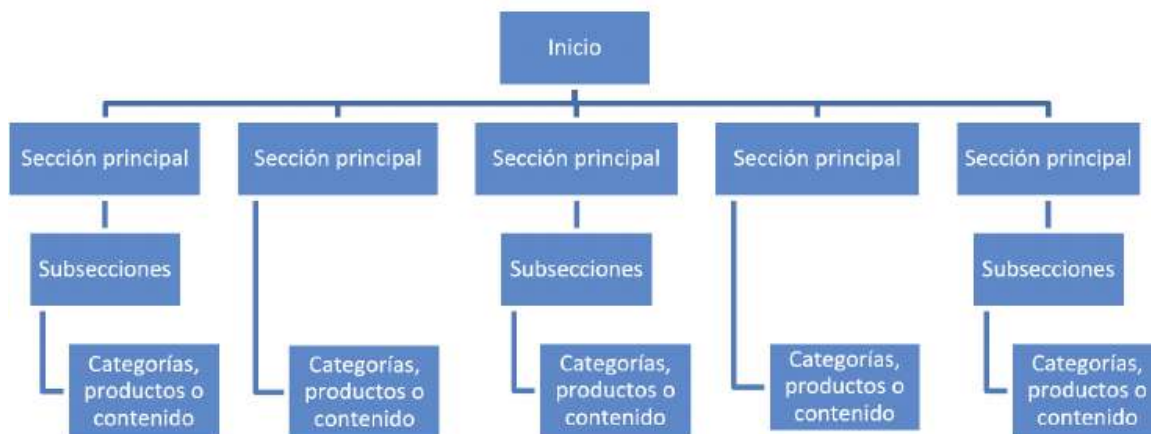 Inicio
Sección principal
Sección principal
Sección principal
Sección principal
Sección principal
Subsecciones
Subsecciones
Subsecciones
Categorías,
productos o
contenido
Categorías,
productos o
contenido
Categorías,
productos o
contenido
Categorías,
productos o
contenido
Categorías,
productos o
contenido